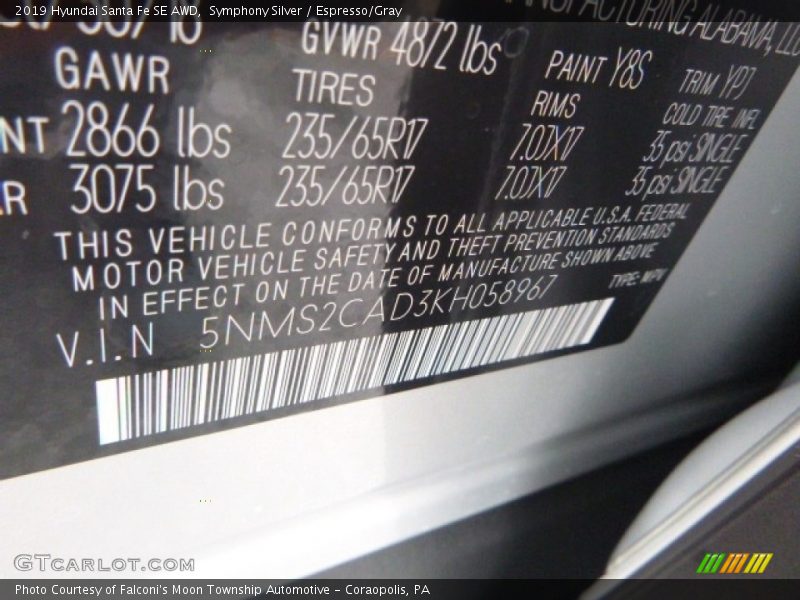 2019 Hyundai Santa Fe SE AWD, Symphony Silver / Espresso/Gray
MANUFACTURING ALABAMA, LLC
GVWR 4872 lbs
GAWR TIRES PAINT Y8S TRIM YPJ
RIMS COLD TIRE INFL
NT 2866 lbs 235/65R17 7.0JX17 35 psi SINGLE
R 3075 lbs 235/65R17 7.0JX17 35 psi SINGLE
THIS VEHICLE CONFORMS TO ALL APPLICABLE U.S.A. FEDERAL
MOTOR VEHICLE SAFETY AND THEFT PREVENTION STANDARDS
IN EFFECT ON THE DATE OF MANUFACTURE SHOWN ABOVE
V.I.N 5NMS2CAD3KH058967 TYPE: MPV
GTCARLOT.COM
Photo Courtesy of Falconi's Moon Township Automotive - Coraopolis, PA